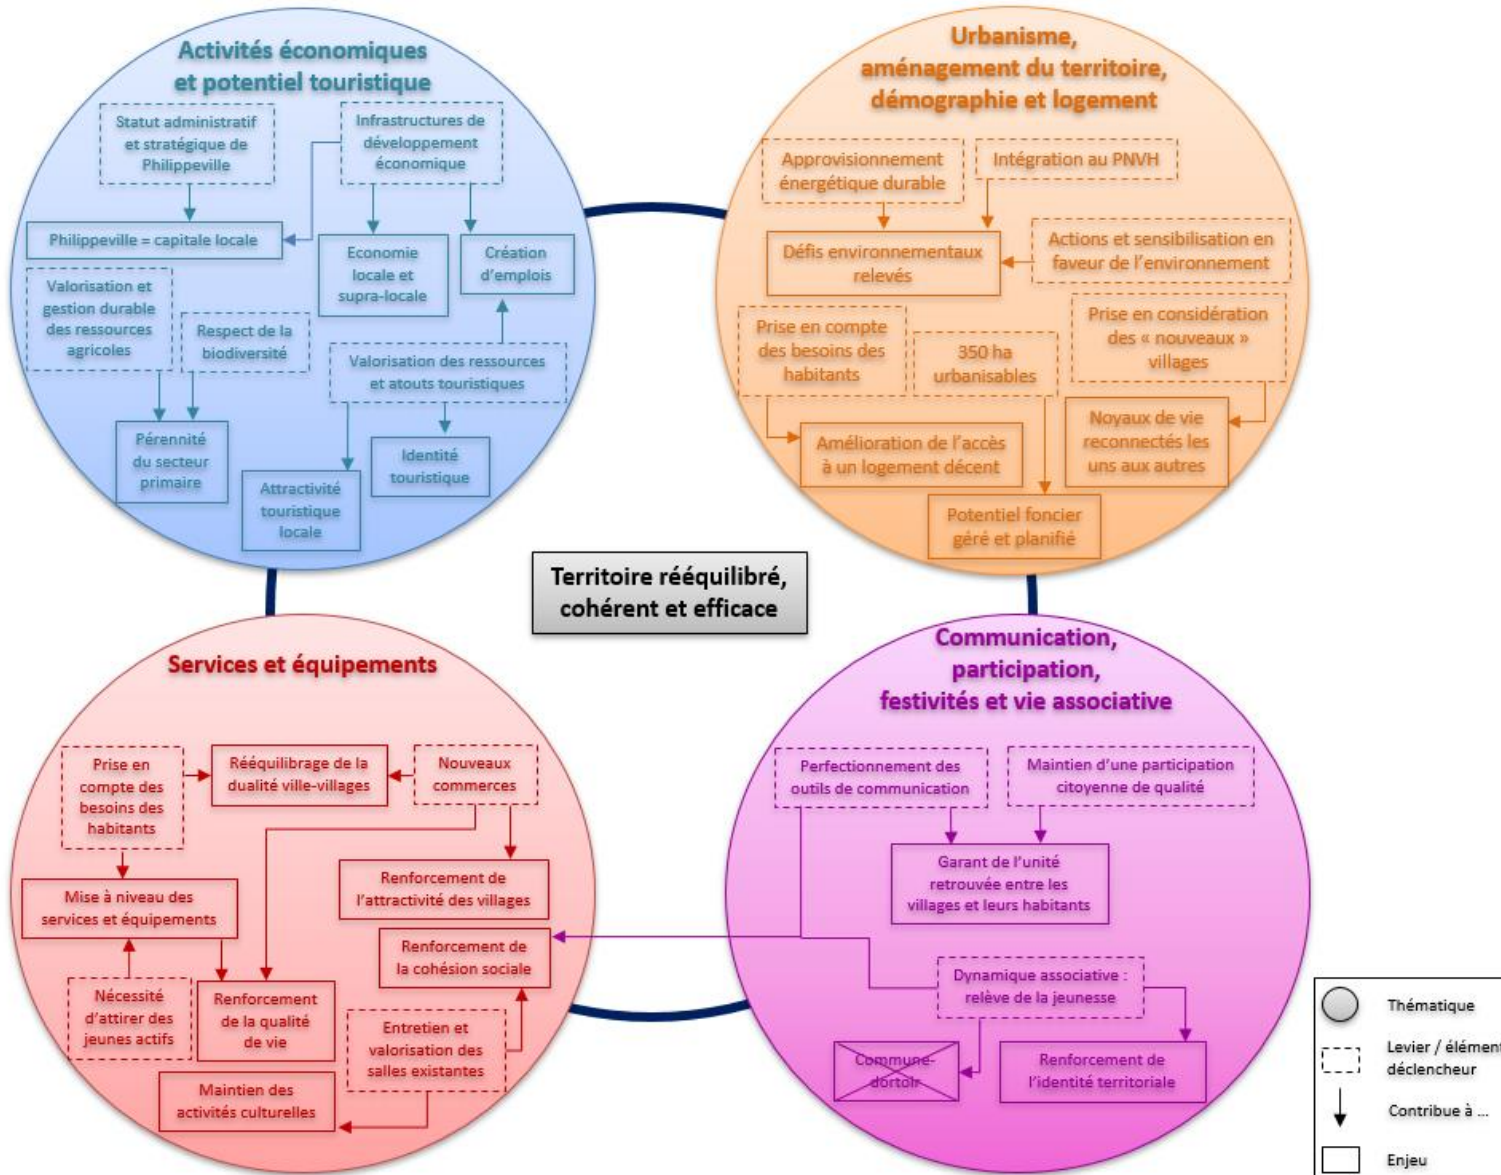 Activités économiques
et potentiel touristique
Statut administratif
et stratégique de
Philippeville
Infrastructures de
développement
économique
Philippeville = capitale locale
Economie
locale et
supra-locale
Création
d'emplois
Valorisation et
gestion durable
des ressources
agricoles
Respect de la
biodiversité
Valorisation des ressources
et atouts touristiques
Pérennité
du secteur
primaire
Attractivité
touristique
locale
Identité
touristique
Urbanisme,
aménagement du territoire,
démographie et logement
Approvisionnement
énergétique durable
Intégration au PNVH
Défis environnementaux
relevés
Actions et sensibilisation en
faveur de l'environnement
Prise en compte
des besoins des
habitants
350 ha
urbanisables
Prise en considération
des « nouveaux »
villages
Amélioration de l'accès
à un logement décent
Noyaux de vie
reconnectés les
uns aux autres
Potentiel foncier
géré et planifié
Territoire rééquilibré,
cohérent et efficace
Services et équipements
Prise en
compte des
besoins des
habitants
Rééquilibrage de la
dualité ville-villages
Nouveaux
commerces
Renforcement de
l'attractivité des villages
Mise à niveau des
services et équipements
Renforcement de
la cohésion sociale
Nécessité
d'attirer des
jeunes actifs
Renforcement
de la qualité
de vie
Entretien et
valorisation des
salles existantes
Maintien des
activités culturelles
Communication,
participation,
festivités et vie associative
Perfectionnement des
outils de communication
Maintien d'une participation
citoyenne de qualité
Garant de l'unité
retrouvée entre les
villages et leurs habitants
Dynamique associative :
relève de la jeunesse
Commune-
dortoir
Renforcement de
l'identité territoriale
Thématique
Levier / élément
déclencheur
Contribue à ...
Enjeu